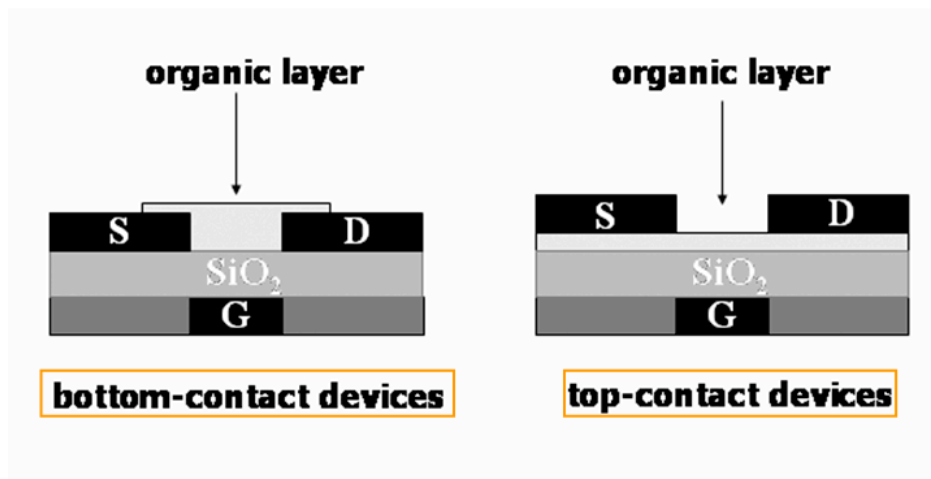 organic layer
organic layer
S
D
SiO₂
G
S
D
SiO₂
G
bottom-contact devices
top-contact devices